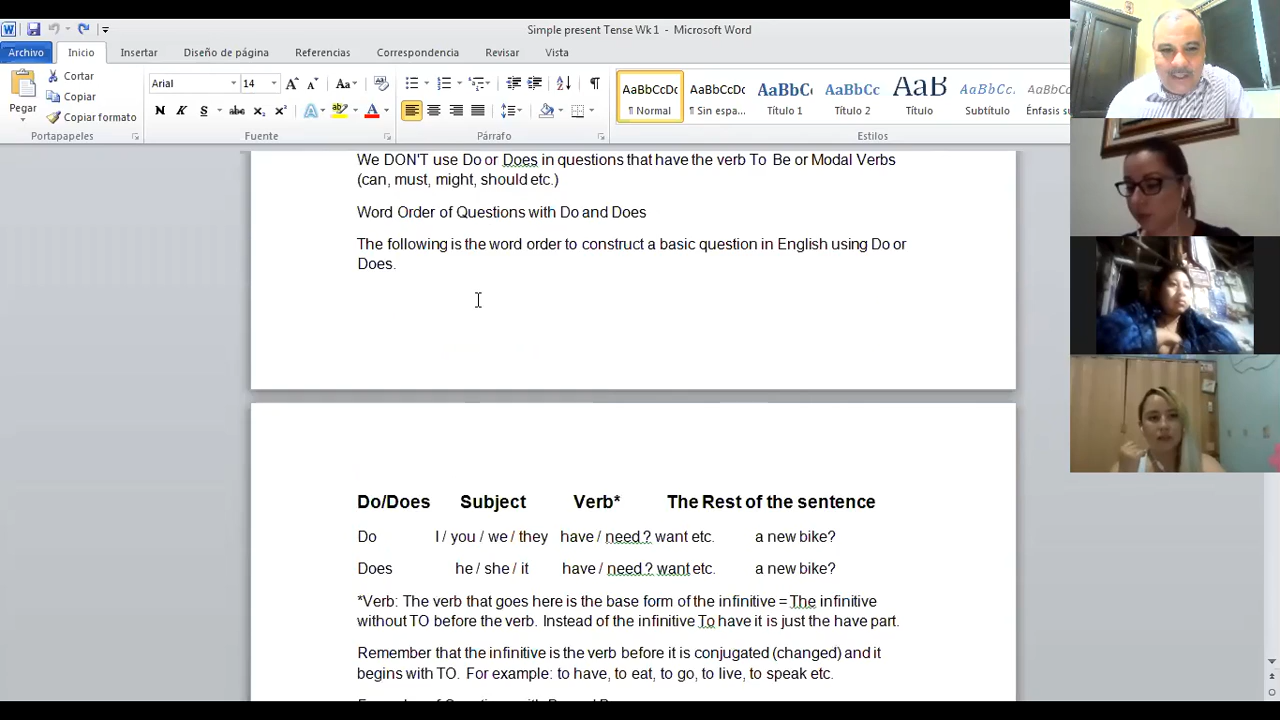 Simple present Tense Wk1 - Microsoft Word
Archivo Inicio Insertar Diseño de página Referencias Correspondencia Revisar Vista
Pegar
Cortar
Copiar
Copiar formato
Portapapeles
Arial 14
Aa
N K S abc x₂ x² A ab A
Fuente
Párrafo
AaBbCcDc AaBbCcDc AaBbC AaBbCc AaB AaBbCc. AaBbCc
¶ Normal ¶ Sin espa... Título 1 Título 2 Título Subtítulo Énfasis su
Estilos
We DON'T use Do or Does in questions that have the verb To Be or Modal Verbs
(can, must, might, should etc.)
Word Order of Questions with Do and Does
The following is the word order to construct a basic question in English using Do or
Does.
Do/Does Subject Verb* The Rest of the sentence
Do I / you / we / they have / need ? want etc. a new bike?
Does he / she / it have / need ? want etc. a new bike?
*Verb: The verb that goes here is the base form of the infinitive = The infinitive
without TO before the verb. Instead of the infinitive To have it is just the have part.
Remember that the infinitive is the verb before it is conjugated (changed) and it
begins with TO. For example: to have, to eat, to go, to live, to speak etc.